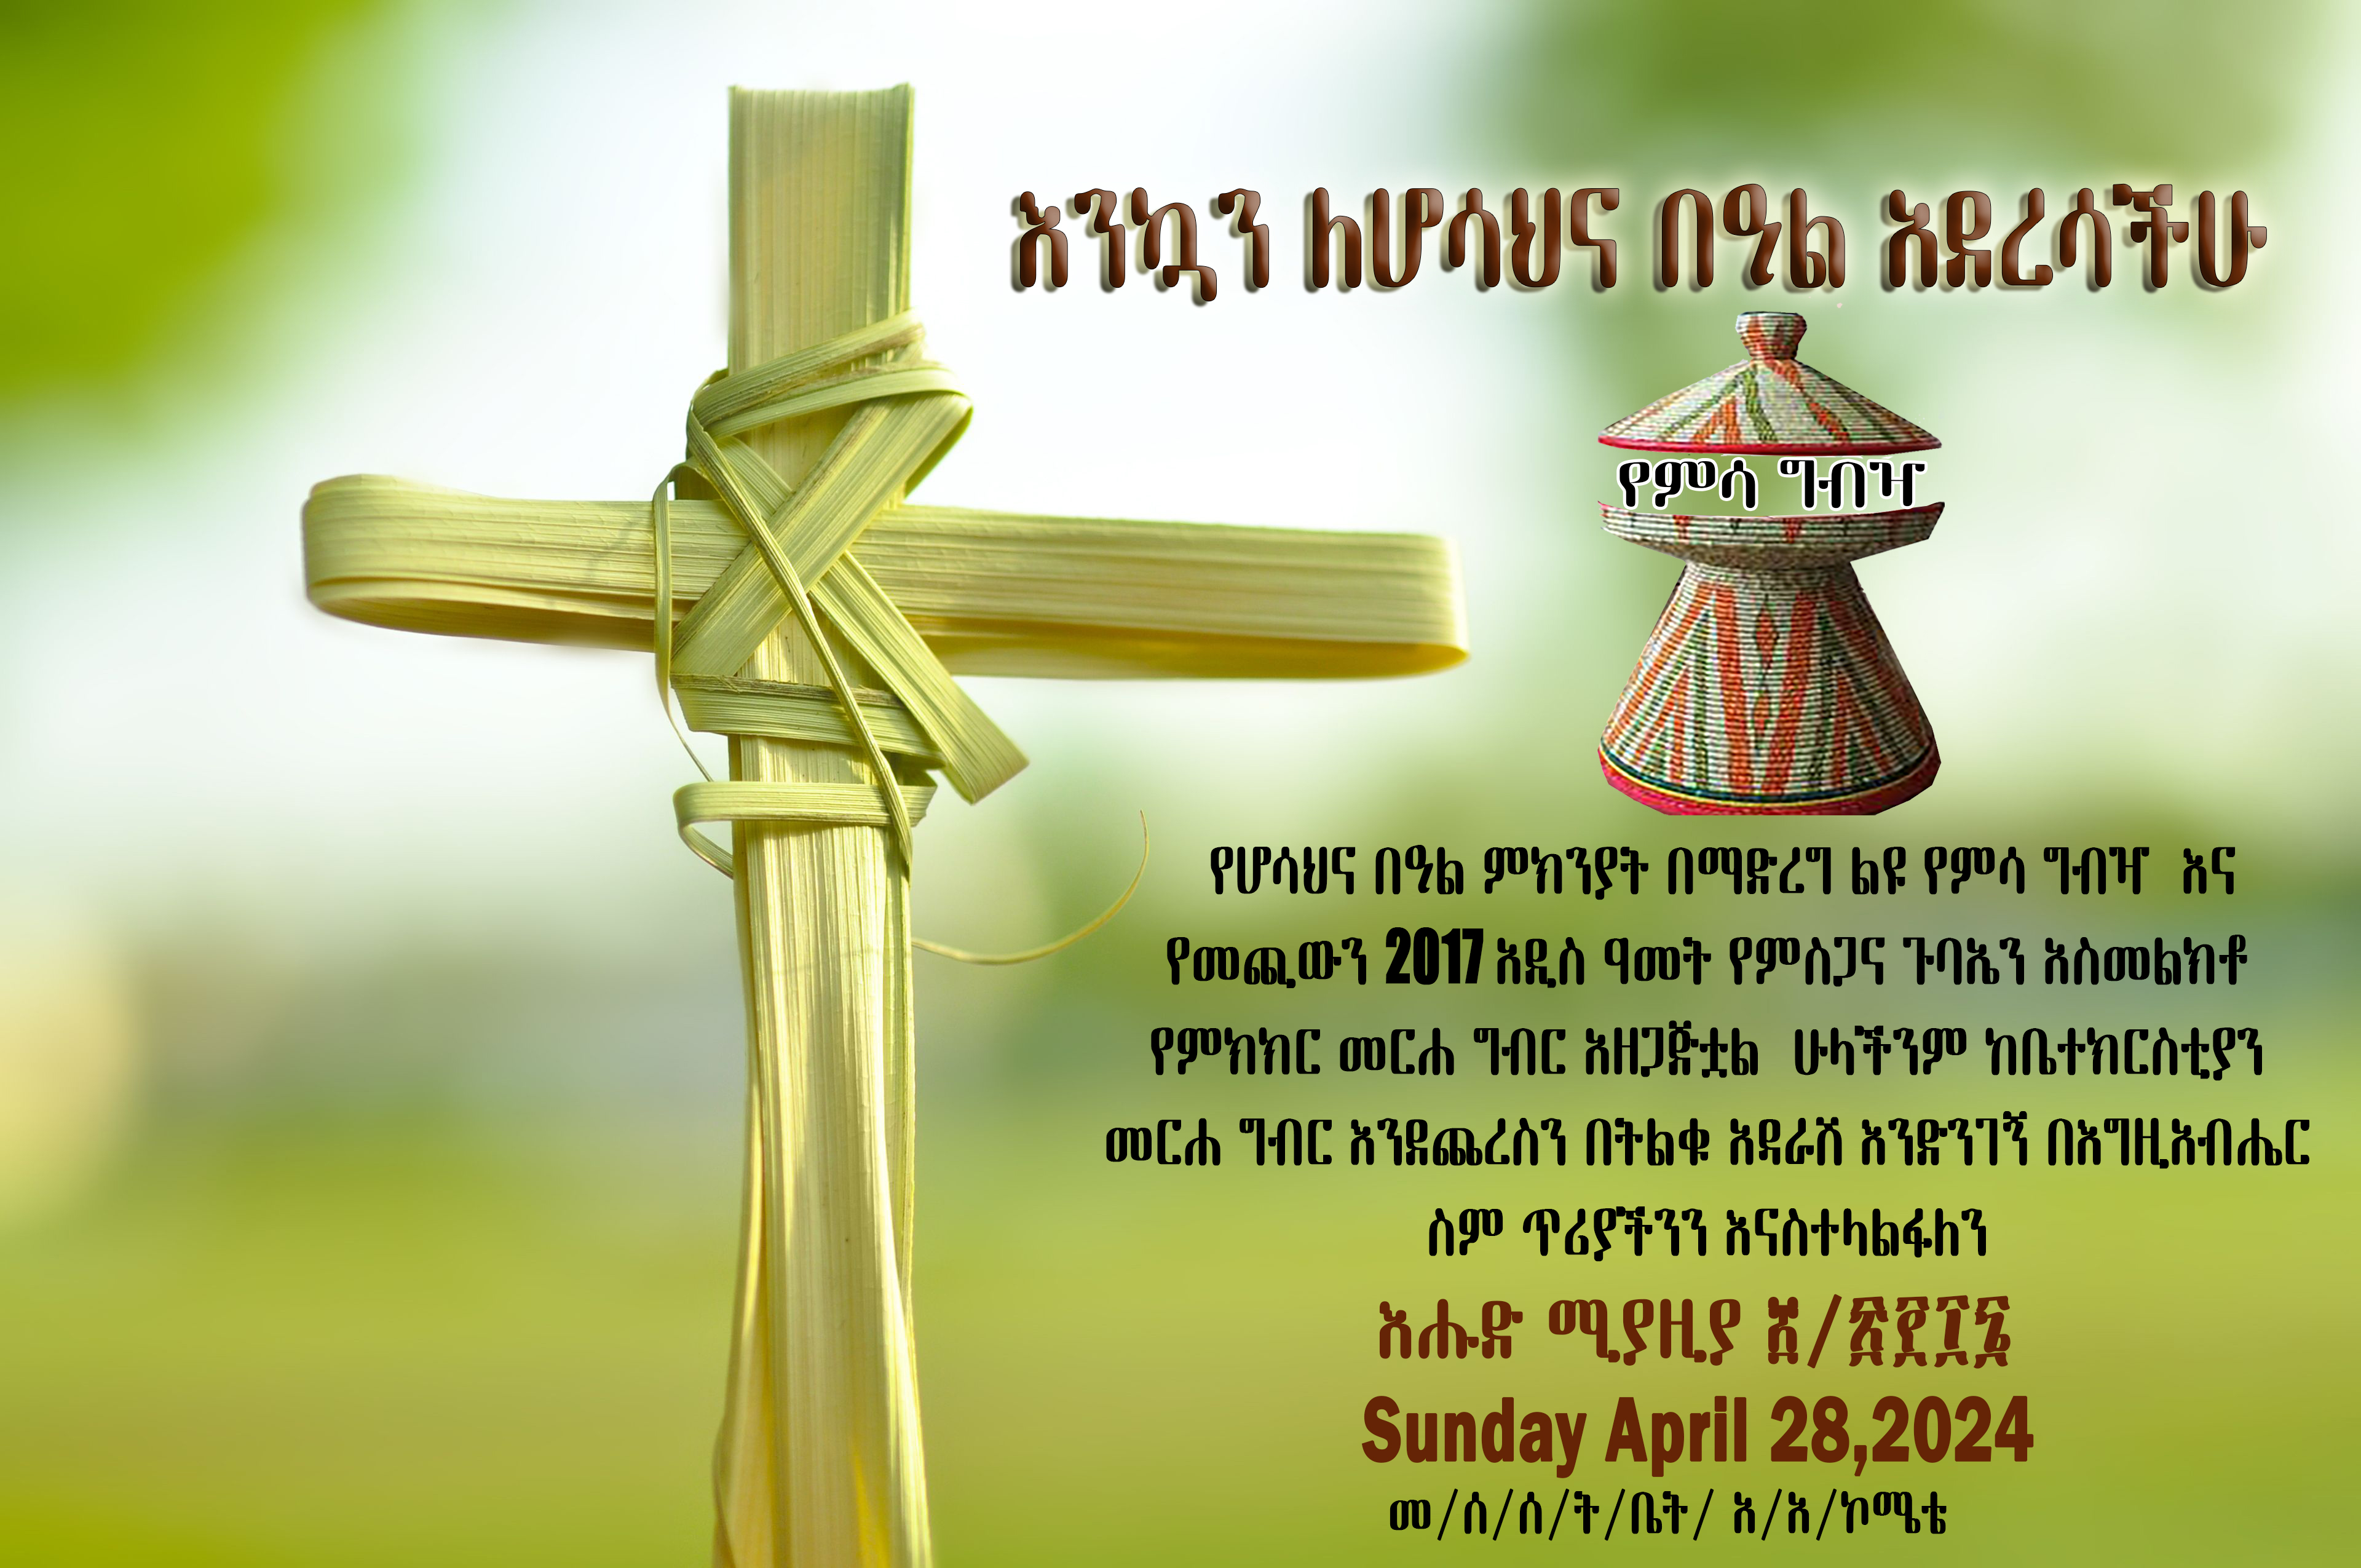 እንኳን ለሆሳህና በዓል አደረሳችሁ
የምሳ ግብዣ
የሆሳህና በዓል ምክንያት በማድረግ ልዩ የምሳ ግብዣ እና
የመጪውን 2017 አዲስ ዓመት የምስጋና ጉባኤን አስመልክቶ
የምክክር መርሐ ግብር አዘጋጅቷል ሁላችንም ከቤተክርስቲያን
መርሐ ግብር እንደጨረስን በትልቁ አዳራሽ እንድንገኝ በእግዚአብሔር
ስም ጥሪያችንን እናስተላልፋለን
እሑድ ሚያዚያ ፳/፳፻፲፮
Sunday April 28,2024
መ/ሰ/ሰ/ት/ቤት/ አ/አ/ኮሚቴ